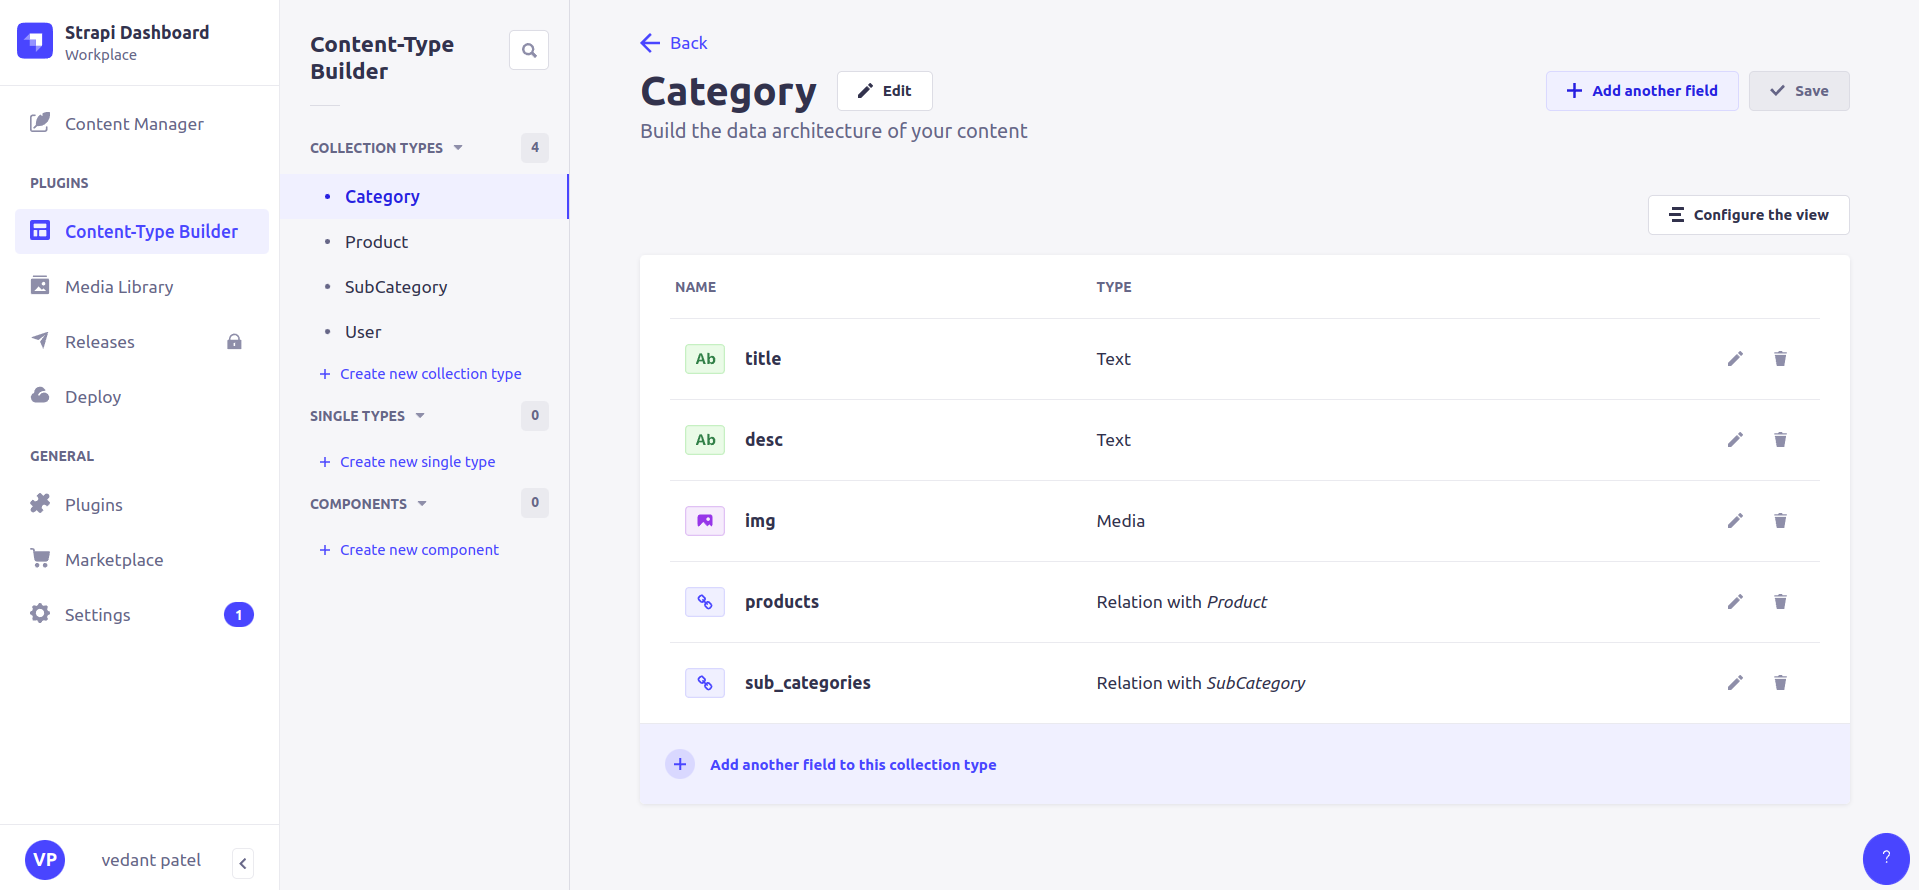 Strapi Dashboard
Workplace
Content Manager
PLUGINS
Content-Type Builder
Media Library
Releases
Deploy
GENERAL
Plugins
Marketplace
Settings
1
VP
vedant patel
Content-Type
Builder
COLLECTION TYPES
4
Category
Product
SubCategory
User
Create new collection type
SINGLE TYPES
0
Create new single type
COMPONENTS
0
Create new component
Back
Category
Edit
Add another field
Save
Build the data architecture of your content
Configure the view
NAME
TYPE
Ab
title
Text
Ab
desc
Text
img
Media
products
Relation with Product
sub_categories
Relation with SubCategory
Add another field to this collection type
?